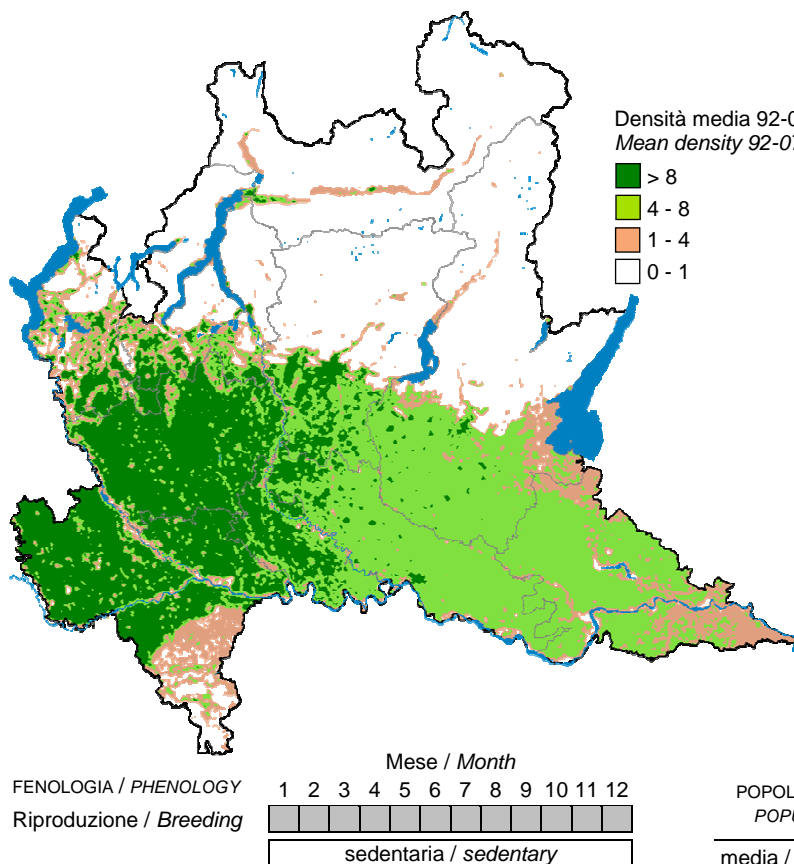 Densità media 92-0
Mean density 92-0
> 8
4 - 8
1 - 4
0 - 1
Mese / Month
FENOLOGIA / PHENOLOGY
1 2 3 4 5 6 7 8 9 10 11 12
Riproduzione / Breeding
sedentaria / sedentary
POPOL
POPU
media /